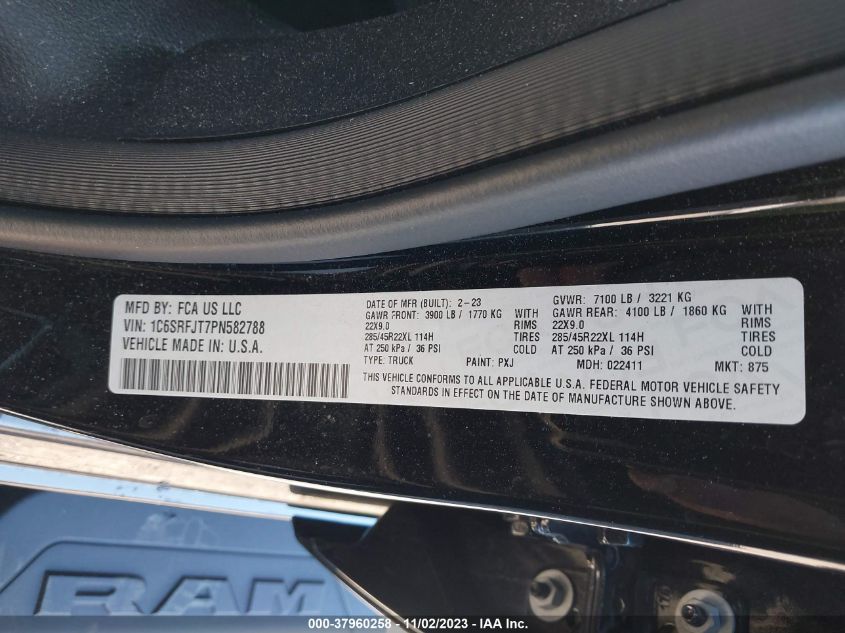 MFD BY: FCA US LLC
VIN: 1C6SRFJT7PN582788
VEHICLE MADE IN: U.S.A.
DATE OF MFR (BUILT): 2-23
GAWR FRONT: 3900 LB / 1770 KG WITH
22X9.0 RIMS
285/45R22XL 114H TIRES
AT 250 kPa / 36 PSI COLD
TYPE: TRUCK PAINT: PXJ
GVWR: 7100 LB / 3221 KG
GAWR REAR: 4100 LB / 1860 KG WITH
22X9.0 RIMS
285/45R22XL 114H TIRES
AT 250 kPa / 36 PSI COLD
MDH: 022411 MKT: 875
THIS VEHICLE CONFORMS TO ALL APPLICABLE U.S.A. FEDERAL MOTOR VEHICLE SAFETY
STANDARDS IN EFFECT ON THE DATE OF MANUFACTURE SHOWN ABOVE.
RAM
000-37960258 - 11/02/2023 - IAA Inc.